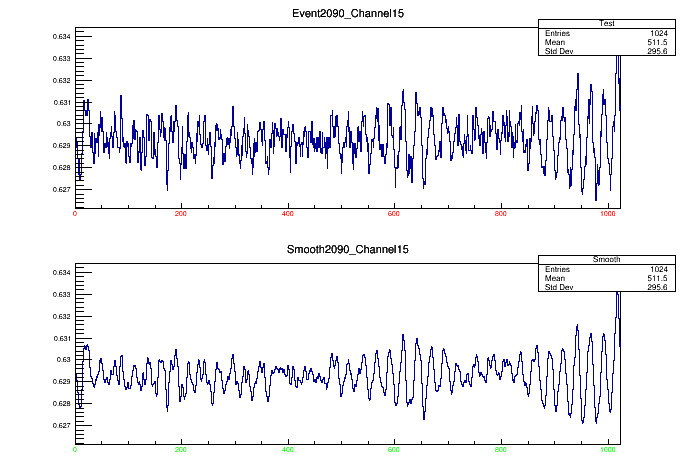 Event2090_Channel15
Test
Entries 1024
Mean 511.5
Std Dev 295.6
0.634
0.633
0.632
0.631
0.63
0.629
0.628
0.627
0 200 400 600 800 1000
Smooth2090_Channel15
Smooth
Entries 1024
Mean 511.5
Std Dev 295.6
0.634
0.633
0.632
0.631
0.63
0.629
0.628
0.627
0 200 400 600 800 1000